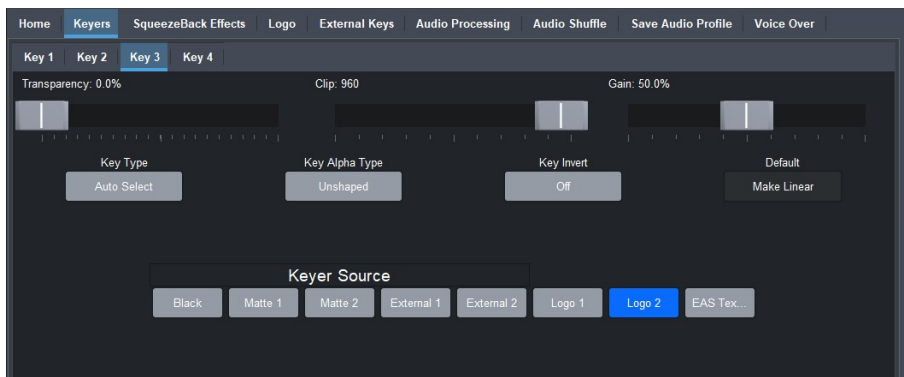 Home Keyers SqueezeBack Effects Logo External Keys Audio Processing Audio Shuffle Save Audio Profile Voice Over
Key 1 Key 2 Key 3 Key 4
Transparency: 0.0% Clip: 960 Gain: 50.0%
Key Type Key Alpha Type Key Invert Default
Auto Select Unshaped Off Make Linear
Keyer Source
Black Matte 1 Matte 2 External 1 External 2 Logo 1 Logo 2 EAS Tex...